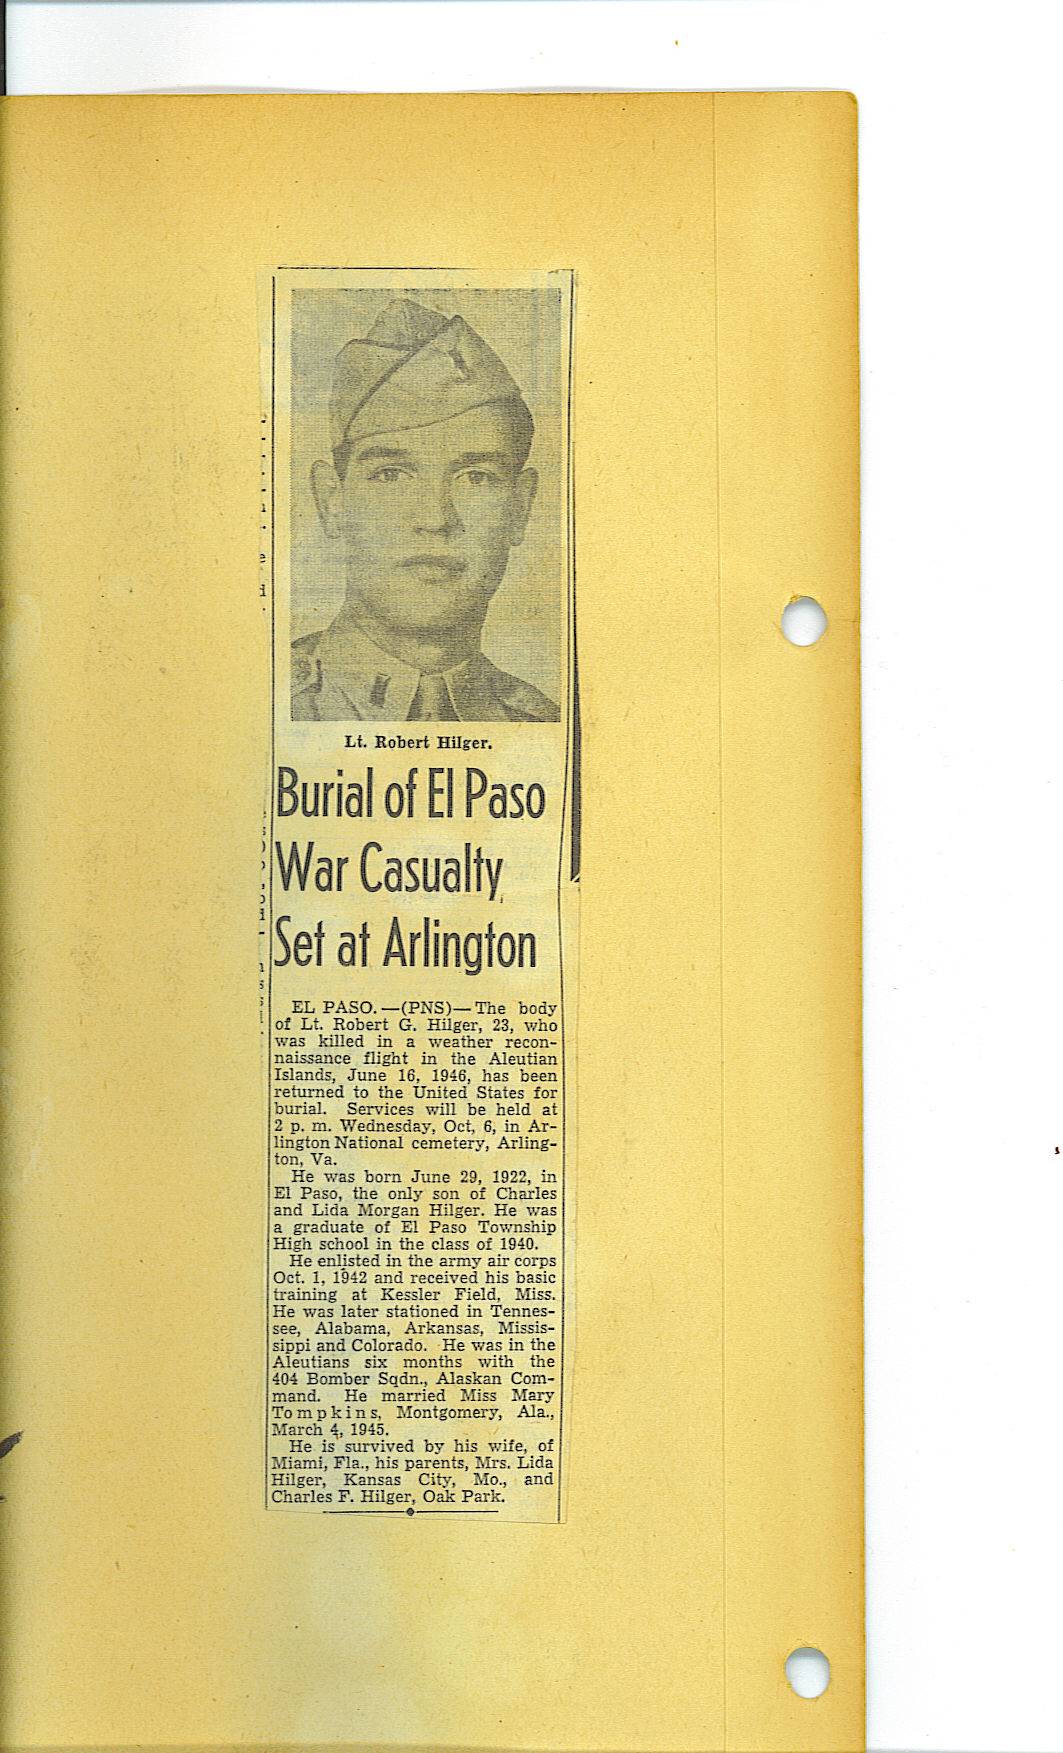 Lt. Robert Hilger.
Burial of El Paso
War Casualty
Set at Arlington
EL PASO.—(PNS)—The body
of Lt. Robert G. Hilger, 23, who
was killed in a weather recon-
naissance flight in the Aleutian
Islands, June 16, 1946, has been
returned to the United States for
burial. Services will be held at
2 p. m. Wednesday, Oct, 6, in Ar-
lington National cemetery, Arling-
ton, Va.
He was born June 29, 1922, in
El Paso, the only son of Charles
and Lida Morgan Hilger. He was
a graduate of El Paso Township
High school in the class of 1940.
He enlisted in the army air corps
Oct. 1, 1942 and received his basic
training at Kessler Field, Miss.
He was later stationed in Tennes-
see, Alabama, Arkansas, Missis-
sippi and Colorado. He was in the
Aleutians six months with the
404 Bomber Sqdn., Alaskan Com-
mand. He married Miss Mary
Tompkins, Montgomery, Ala.,
March 4, 1945.
He is survived by his wife, of
Miami, Fla., his parents, Mrs. Lida
Hilger, Kansas City, Mo., and
Charles F. Hilger, Oak Park.